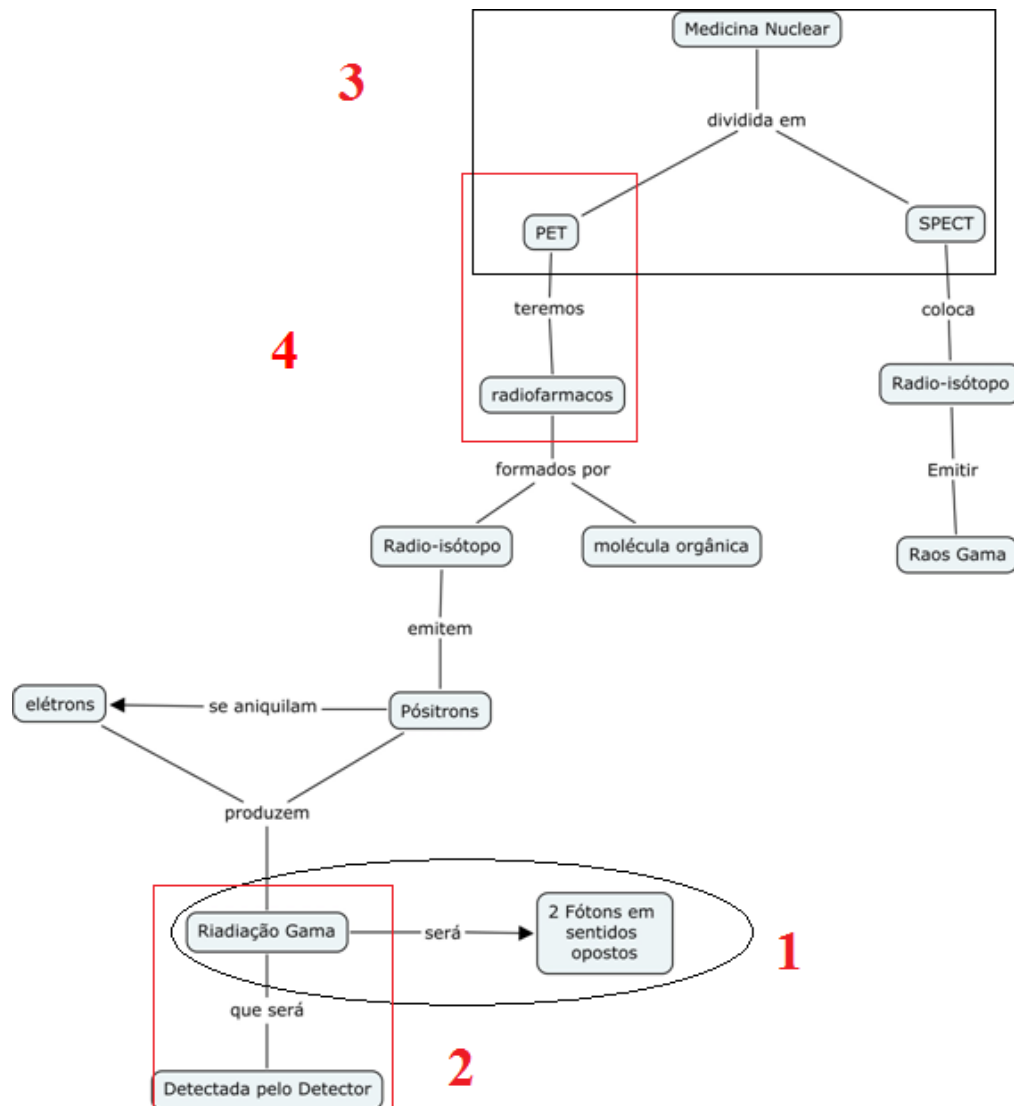 Medicina Nuclear
3
dividida em
PET
SPECT
teremos
coloca
4
radiofarmacos
Radio-isótopo
formados por
Emitir
Radio-isótopo
molécula orgânica
Raos Gama
emitem
elétrons
se aniquilam
Pósitrons
produzem
Riadiação Gama
será
2 Fótons em
sentidos
opostos
1
que será
2
Detectada pelo Detector